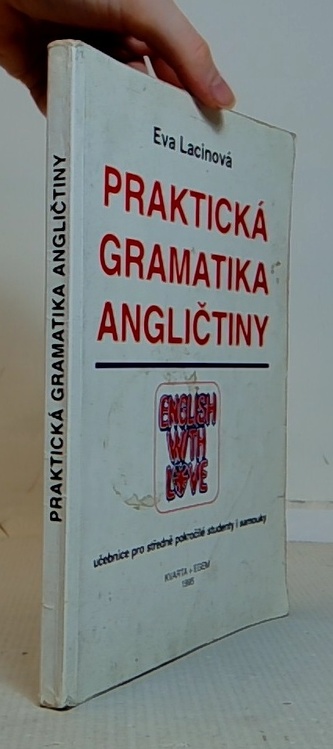 PRAKTICKÁ GRAMATIKA ANGLIČTINY
Eva Lacinová
PRAKTICKÁ
GRAMATIKA
ANGLIČTINY
ENGLISH
WITH
LOVE
učebnice pro středně pokročilé studenty i samouky
KVARTA + EGEM
1995